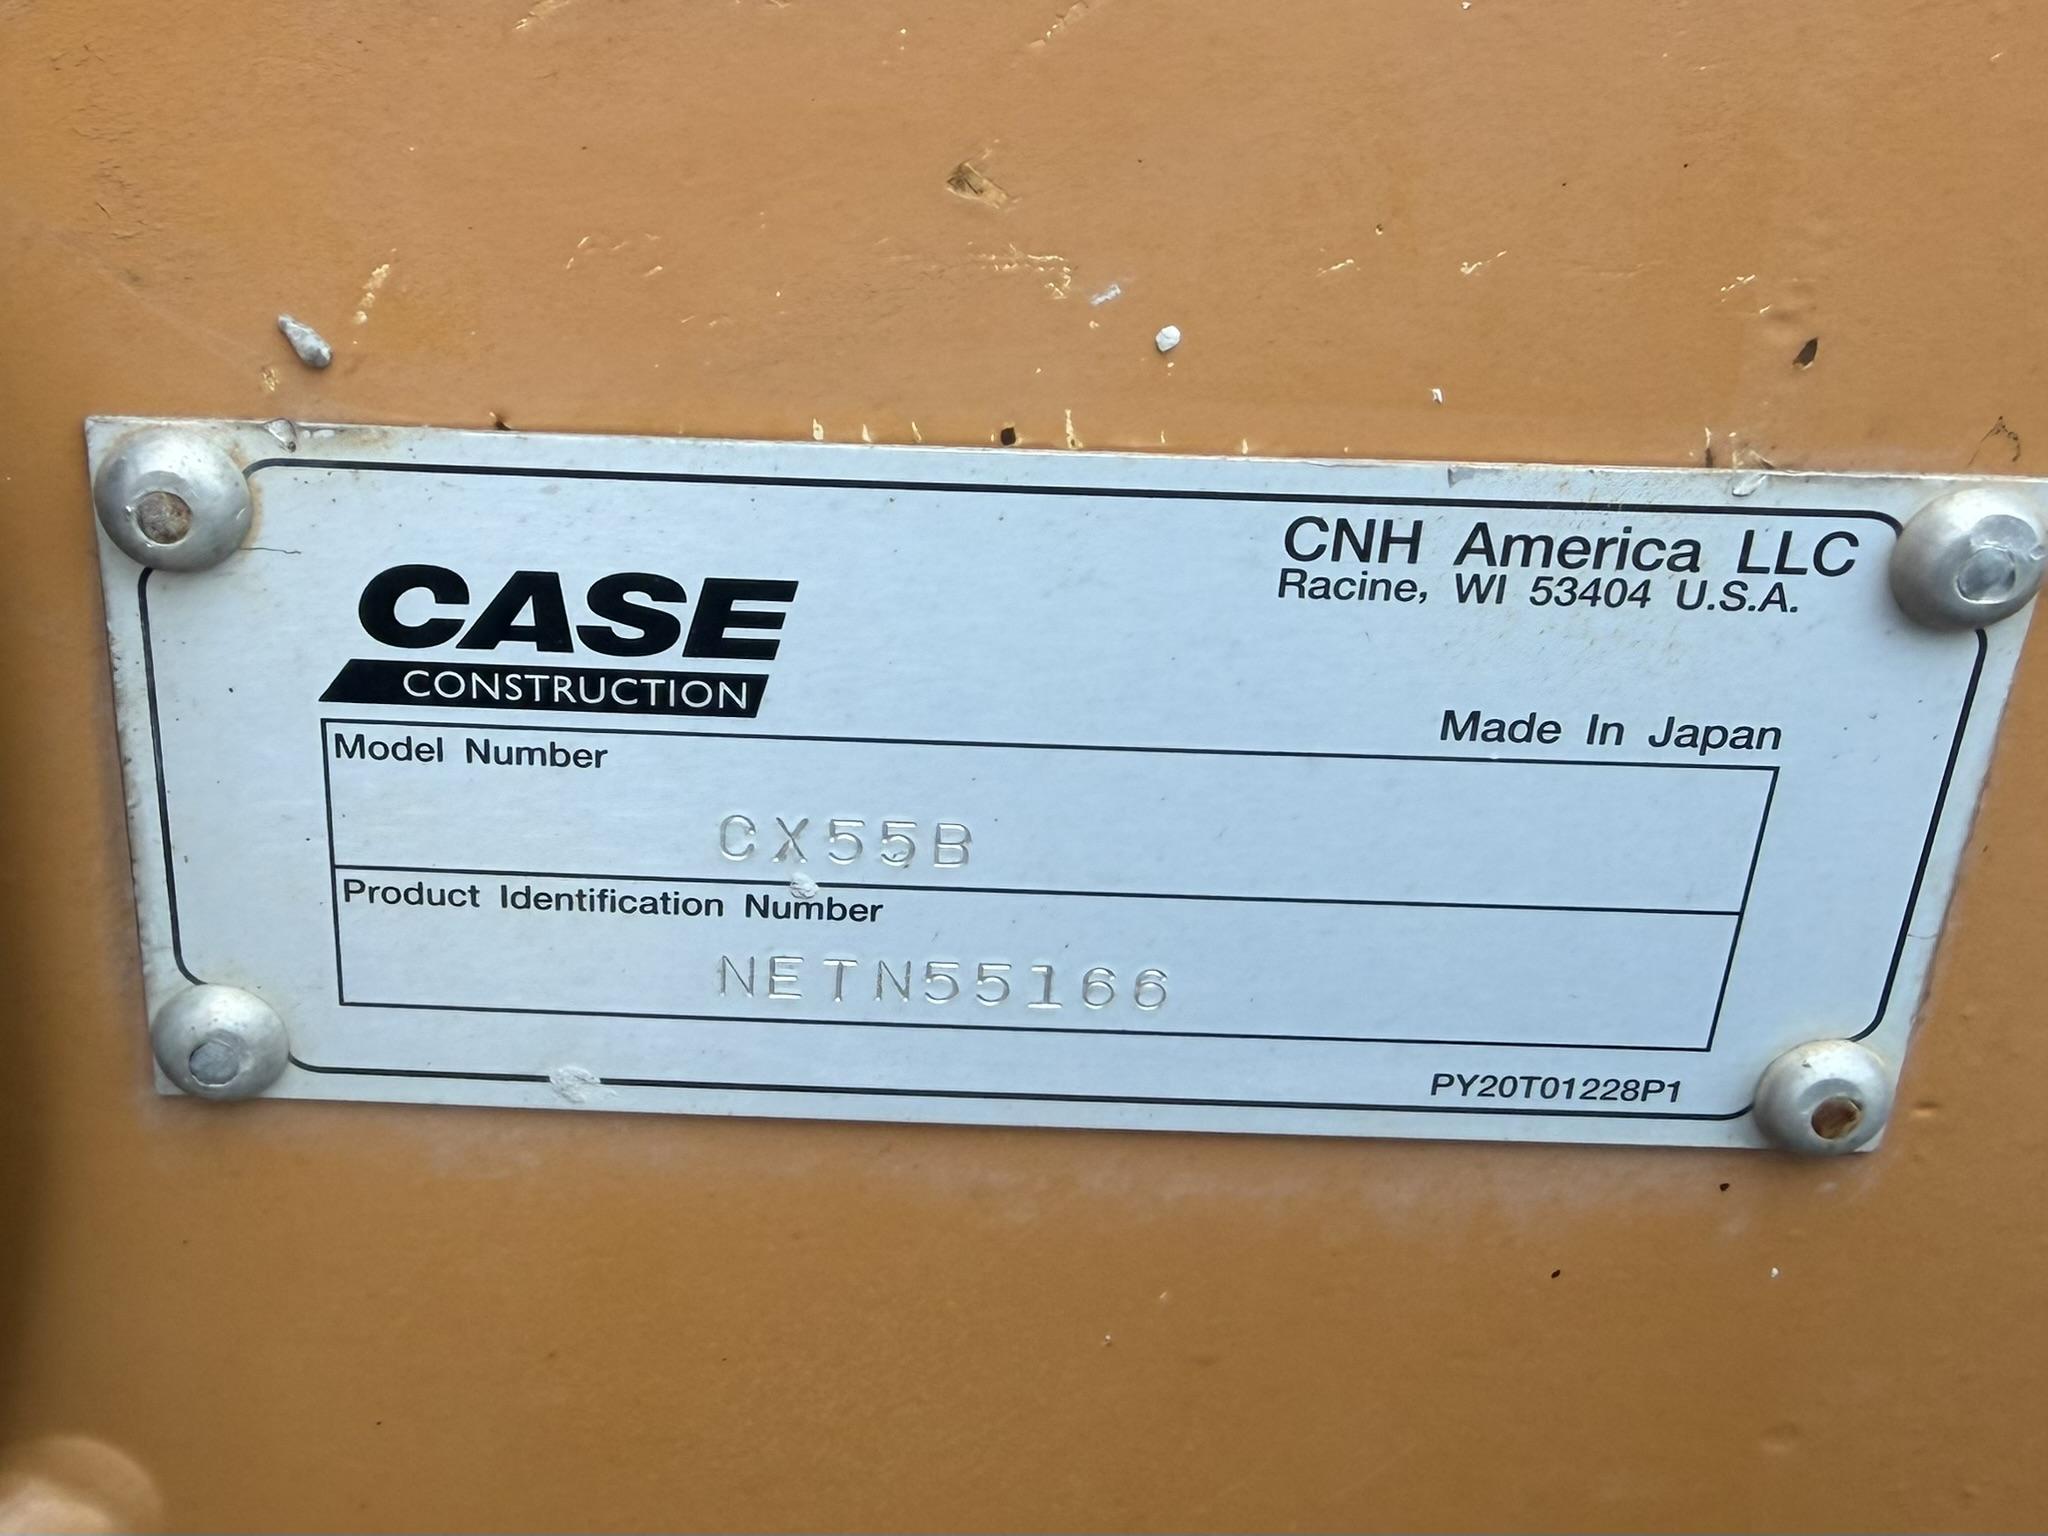 CASE
CONSTRUCTION
CNH America LLC
Racine, WI 53404 U.S.A.
Made In Japan
Model Number
CX55B
Product Identification Number
NETN55166
PY20T01228P1